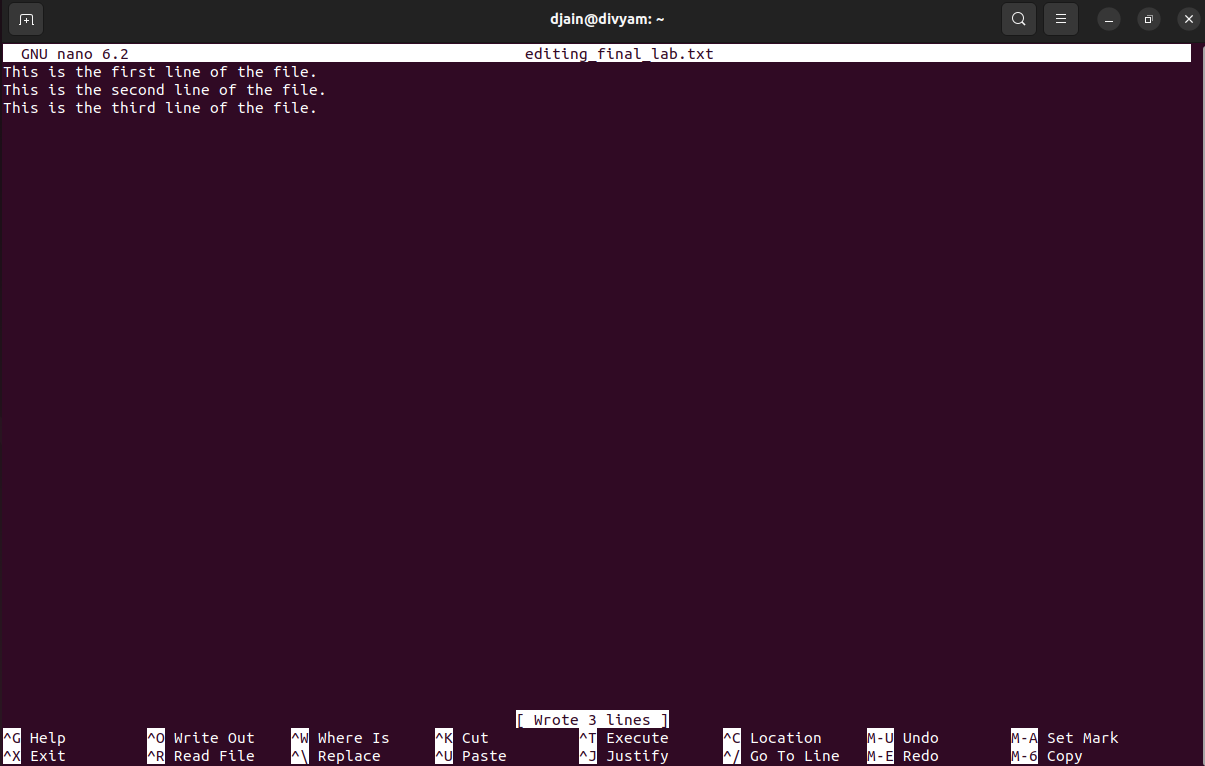 djain@divyam: ~
GNU nano 6.2 editing_final_lab.txt
This is the first line of the file.
This is the second line of the file.
This is the third line of the file.
[ Wrote 3 lines ]
^G Help ^O Write Out ^W Where Is ^K Cut ^T Execute ^C Location M-U Undo M-A Set Mark
^X Exit ^R Read File ^\ Replace ^U Paste ^J Justify ^/ Go To Line M-E Redo M-6 Copy